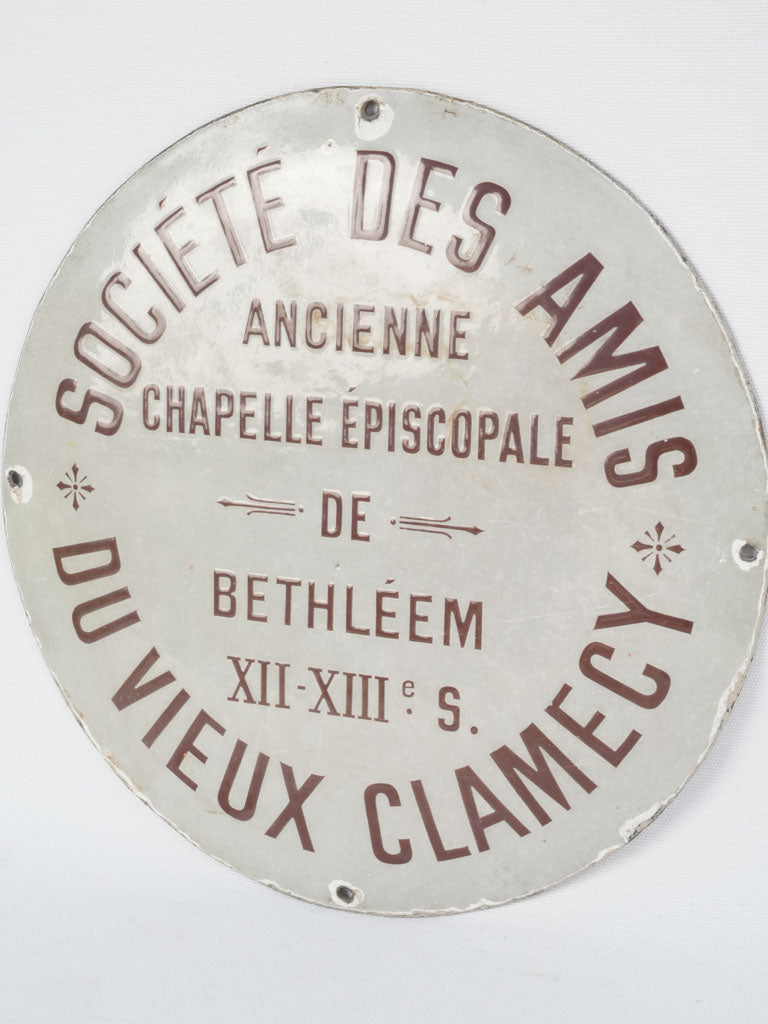 SOCIÉTÉ DES AMIS
ANCIENNE
CHAPELLE ÉPISCOPALE
DE
BETHLÉEM
XII-XIIIe S.
DU VIEUX CLAMECY